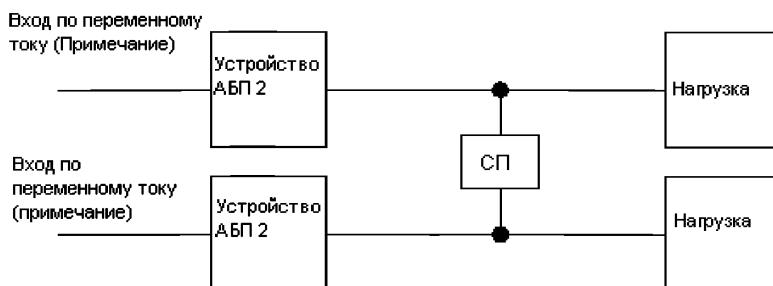 Вход по переменному
току (Примечание)
Устройство
АБП 2
Нагрузка
СП
Вход по
переменному току
(примечание)
Устройство
АБП 2
Нагрузка